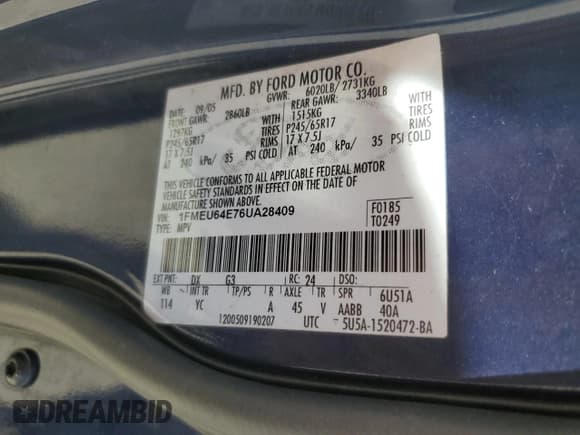 MFD. BY FORD MOTOR CO.
DATE: 09/05 GVWR: 6020LB/ 2731KG
FRONT GAWR: 2860LB REAR GAWR: 3340LB
1297KG WITH 1515KG WITH
P245/65R17 TIRES P245/65R17 TIRES
17 X 7.5J RIMS 17 X 7.5J RIMS
AT 240 kPa/ 35 PSI COLD AT 240 kPa/ 35 PSI COLD
THIS VEHICLE CONFORMS TO ALL APPLICABLE FEDERAL MOTOR
VEHICLE SAFETY STANDARDS IN EFFECT ON THE DATE OF
MANUFACTURE SHOWN ABOVE.
VIN: 1FMEU64E76UA28409 F0185
TYPE: MPV T0249
EXT PNT: DX G3 RC: 24 DSO:
WB INT TR TP/PS R AXLE TR SPR 6U51A
114 YC A 45 V AABB 40A
1200509190207 UTC 5U5A-1520472-BA
DREAMBID